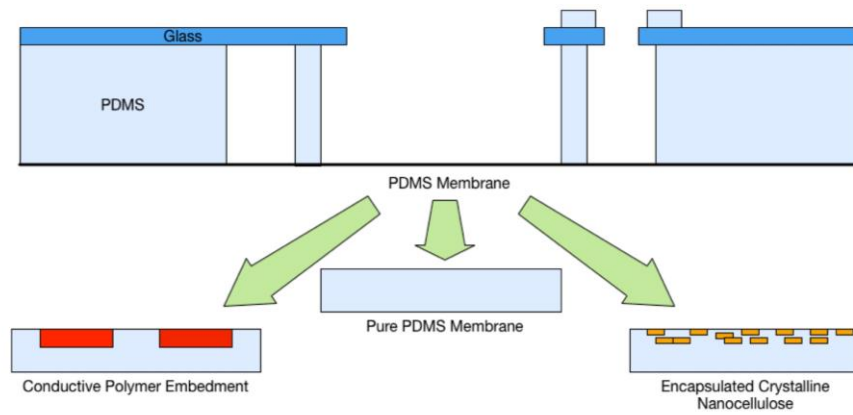 Glass
PDMS
PDMS Membrane
Pure PDMS Membrane
Conductive Polymer Embedment
Encapsulated Crystalline
Nanocellulose